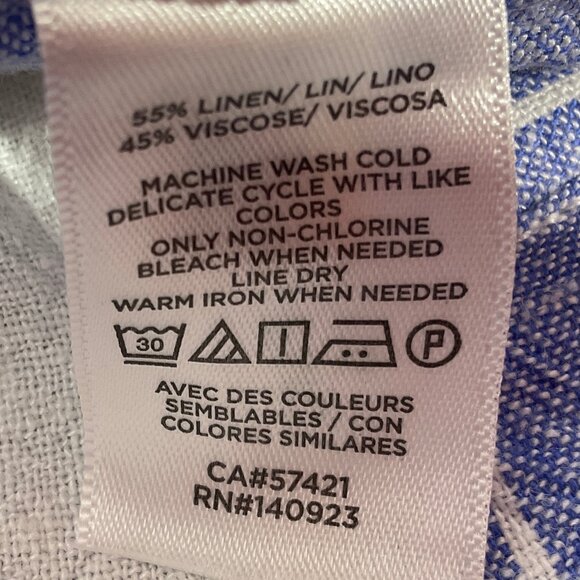 55% LINEN/ LIN/ LINO
45% VISCOSE/ VISCOSA
MACHINE WASH COLD
DELICATE CYCLE WITH LIKE
COLORS
ONLY NON-CHLORINE
BLEACH WHEN NEEDED
LINE DRY
WARM IRON WHEN NEEDED
30 P
AVEC DES COULEURS
SEMBLABLES / CON
COLORES SIMILARES
CA#57421
RN#140923